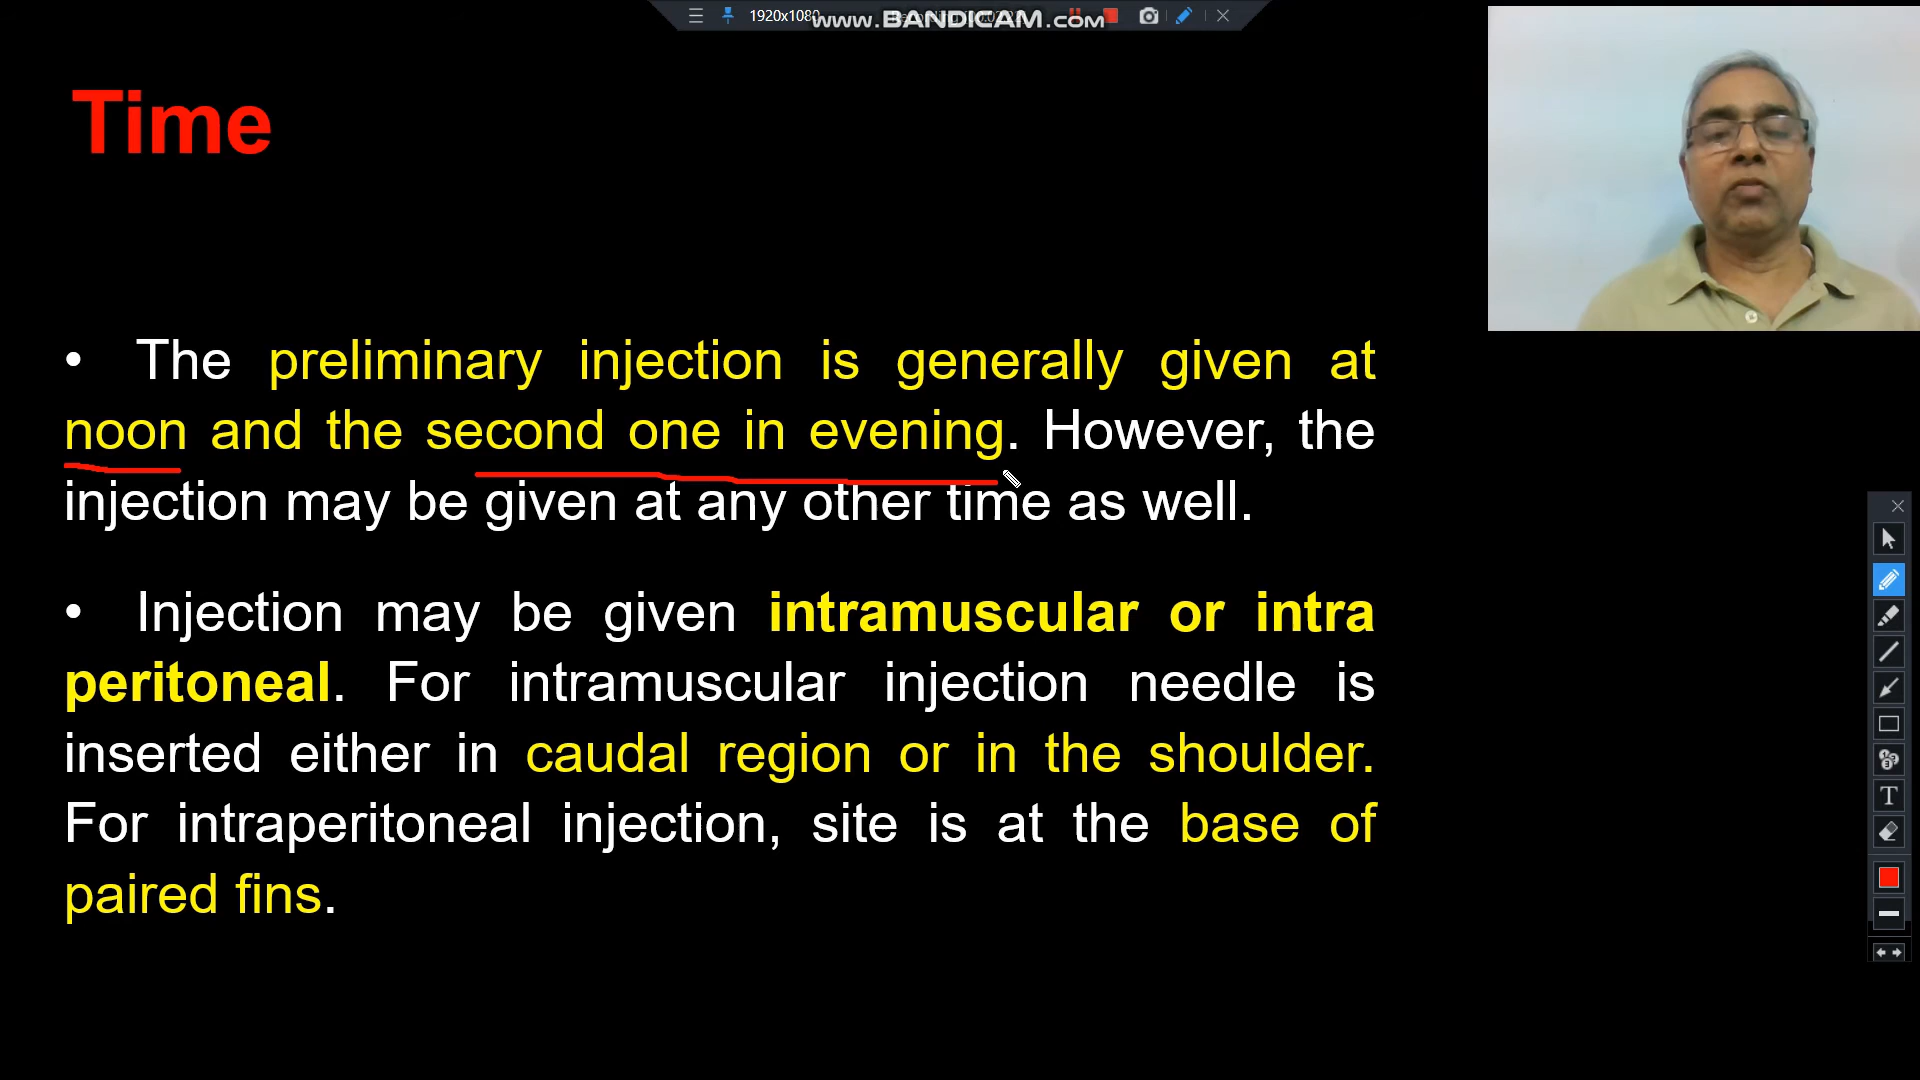 1920x1080
www.BANDICAM.com
Time
• The preliminary injection is generally given at
noon and the second one in evening. However, the
injection may be given at any other time as well.
• Injection may be given intramuscular or intra
peritoneal. For intramuscular injection needle is
inserted either in caudal region or in the shoulder.
For intraperitoneal injection, site is at the base of
paired fins.
T